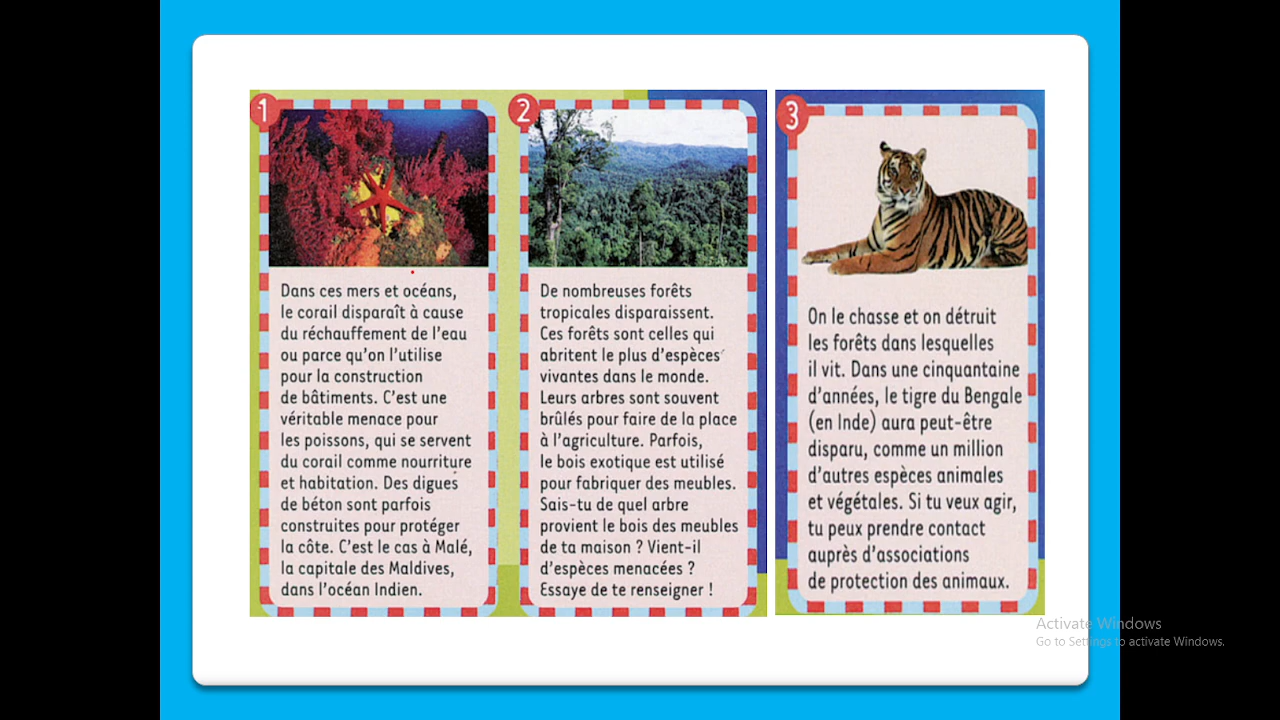 1
Dans ces mers et océans,
le corail disparaît à cause
du réchauffement de l'eau
ou parce qu'on l'utilise
pour la construction
de bâtiments. C'est une
véritable menace pour
les poissons, qui se servent
du corail comme nourriture
et habitation. Des digues
de béton sont parfois
construites pour protéger
la côte. C'est le cas à Malé,
la capitale des Maldives,
dans l'océan Indien.
2
De nombreuses forêts
tropicales disparaissent.
Ces forêts sont celles qui
abritent le plus d'espèces
vivantes dans le monde.
Leurs arbres sont souvent
brûlés pour faire de la place
à l'agriculture. Parfois,
le bois exotique est utilisé
pour fabriquer des meubles.
Sais-tu de quel arbre
provient le bois des meubles
de ta maison ? Vient-il
d'espèces menacées ?
Essaye de te renseigner !
3
On le chasse et on détruit
les forêts dans lesquelles
il vit. Dans une cinquantaine
d'années, le tigre du Bengale
(en Inde) aura peut-être
disparu, comme un million
d'autres espèces animales
et végétales. Si tu veux agir,
tu peux prendre contact
auprès d'associations
de protection des animaux.
Activate Windows
Go to Settings to activate Windows.